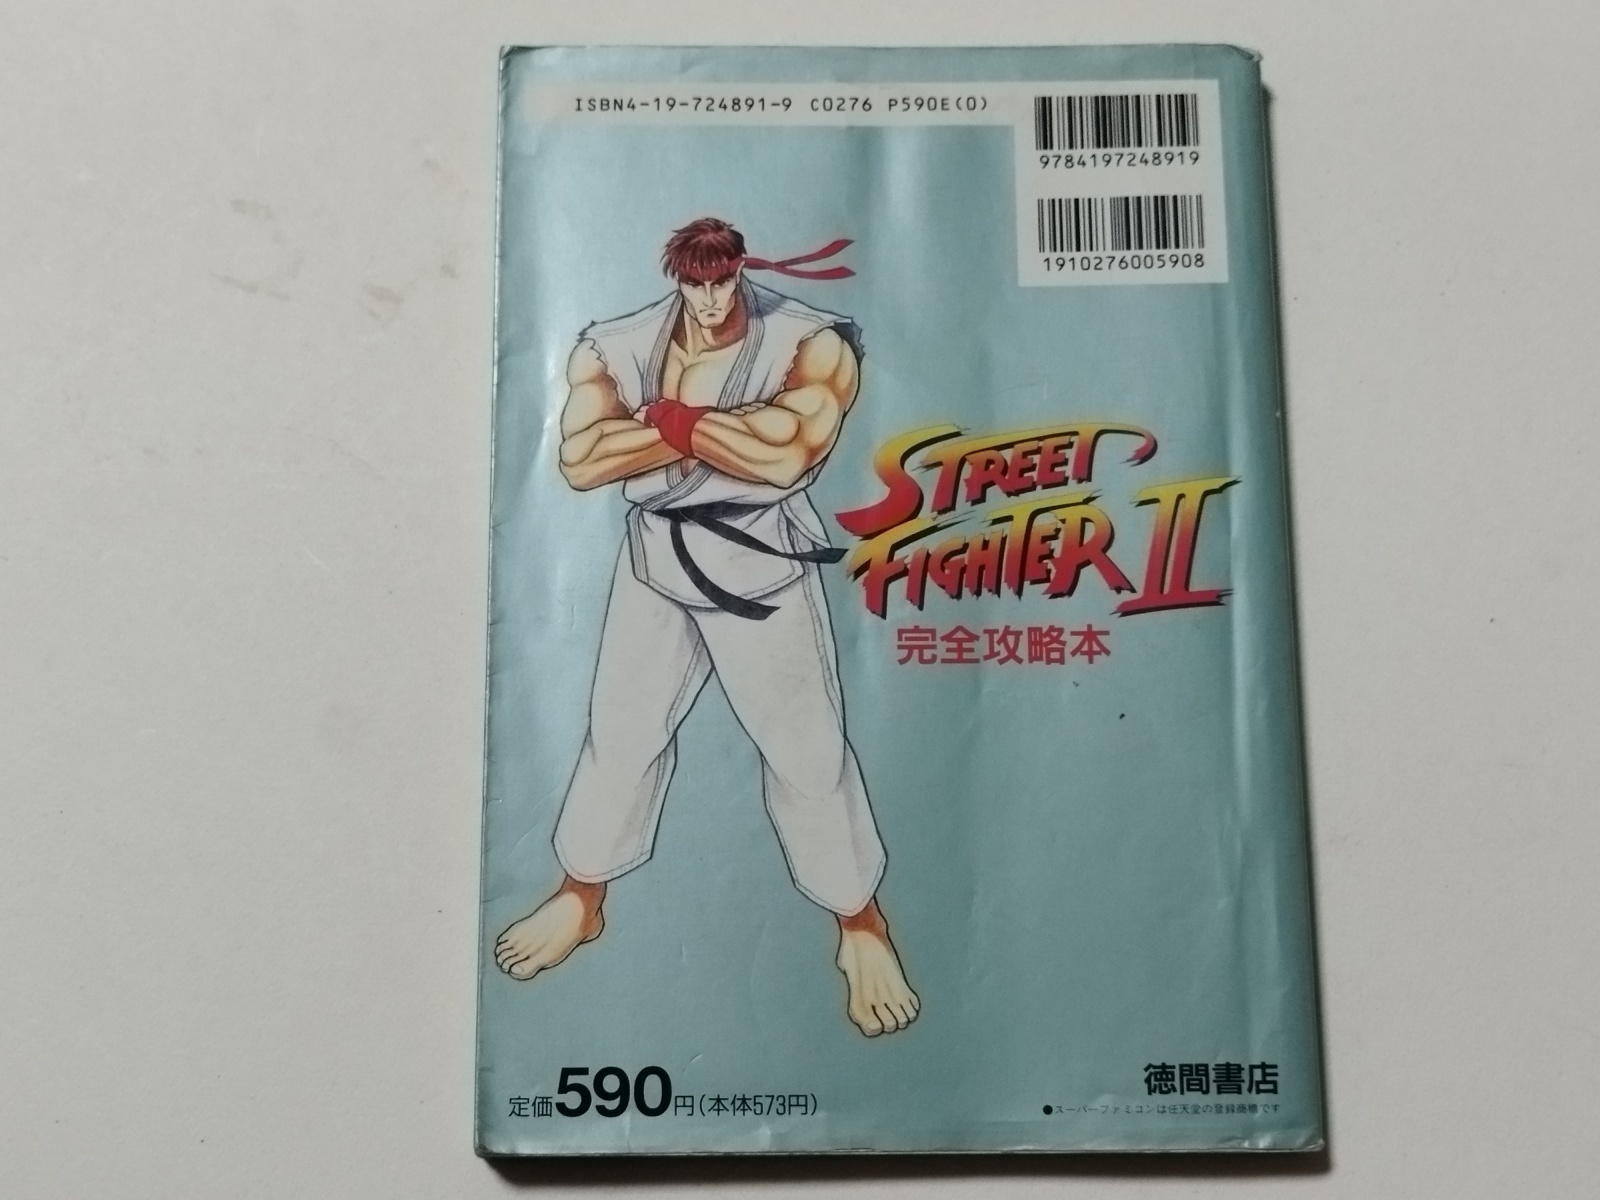 ISBN4-19-724891-9 C0276 P590E(0)
9784197248919
1910276005908
STREET
FIGHTER II
完全攻略本
定価590円(本体573円)
徳間書店
●スーパーファミコンは任天堂の登録商標です